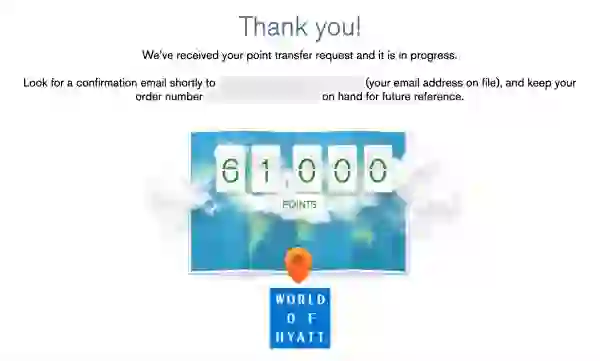 Thank you!
We've received your point transfer request and it is in progress.
Look for a confirmation email shortly to (your email address on file), and keep your
order number on hand for future reference.
61,000
POINTS
WORLD
OF
HYATT